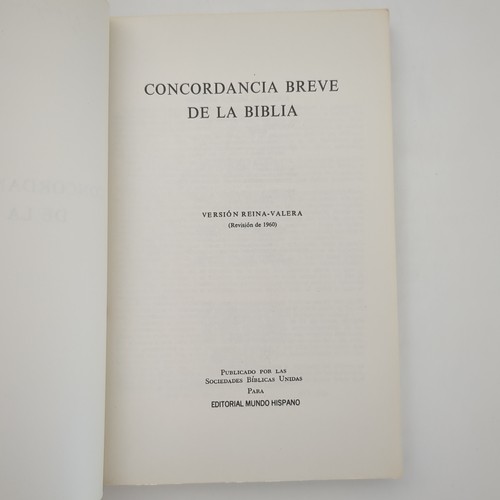 CONCORDANCIA BREVE
DE LA BIBLIA
VERSIÓN REINA-VALERA
(Revisión de 1960)
PUBLICADO POR LAS
SOCIEDADES BÍBLICAS UNIDAS
PARA
EDITORIAL MUNDO HISPANO